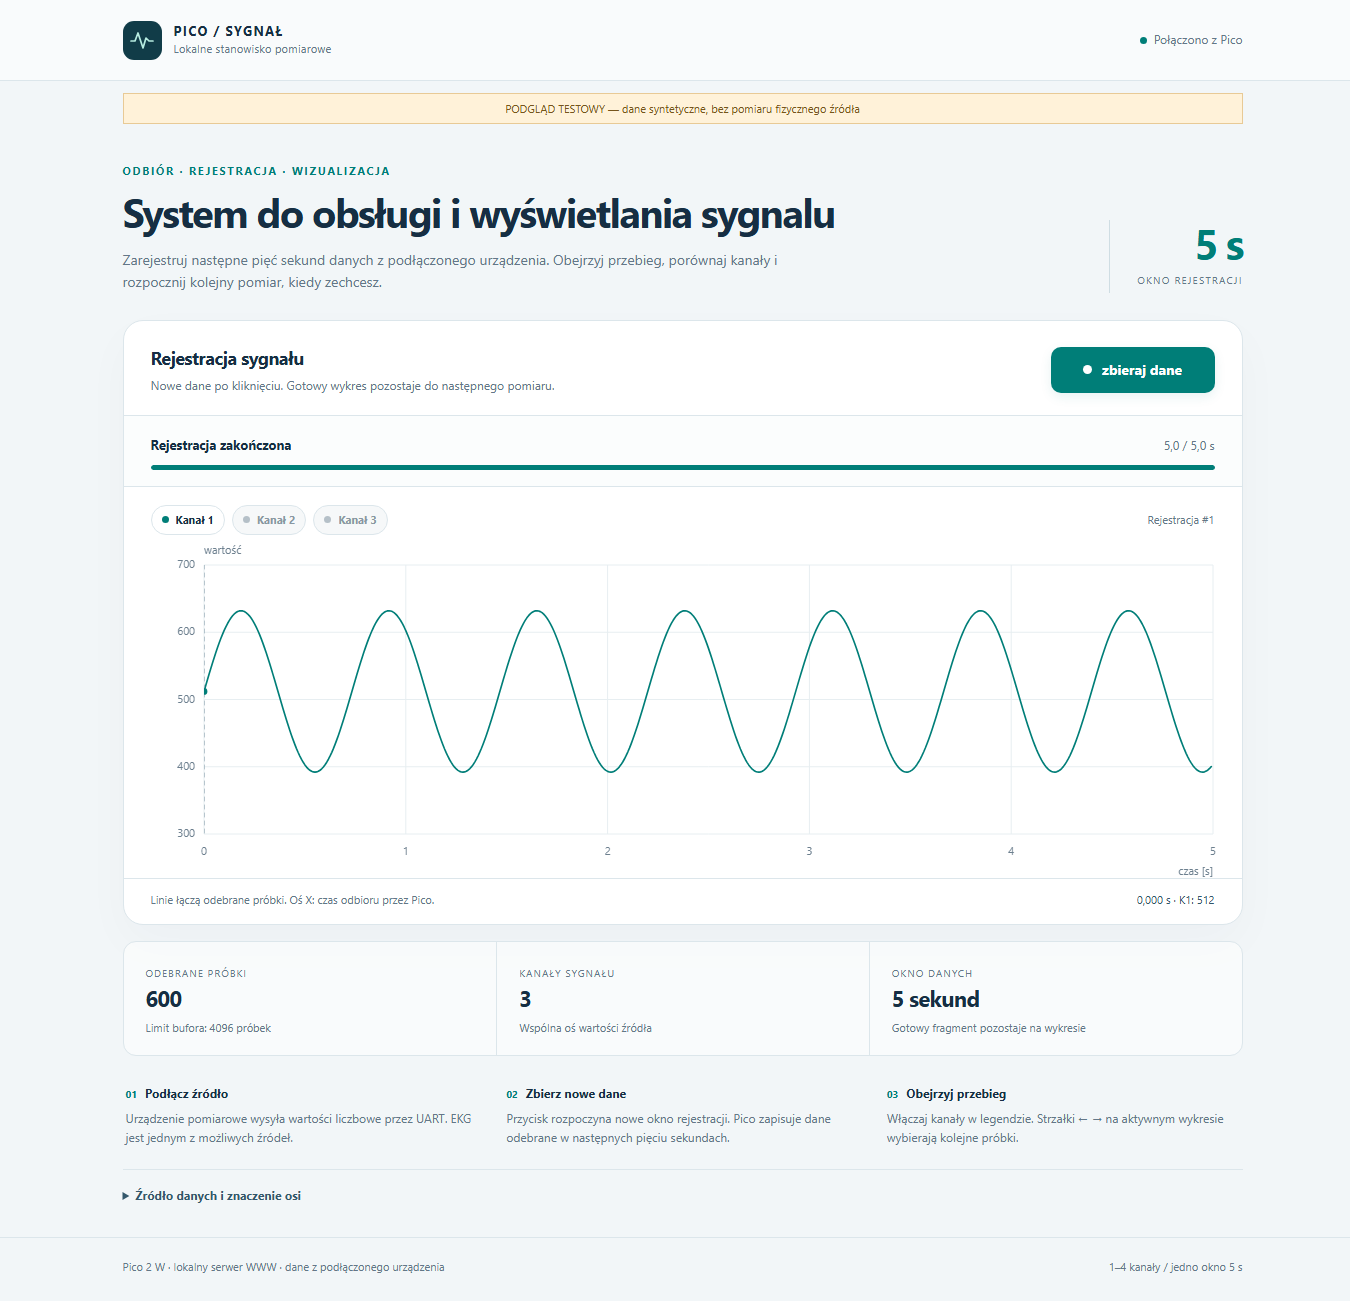 PICO / SYGNAŁ
Lokalne stanowisko pomiarowe
Połączono z Pico
PODGLĄD TESTOWY — dane syntetyczne, bez pomiaru fizycznego źródła
ODBIÓR · REJESTRACJA · WIZUALIZACJA
System do obsługi i wyświetlania sygnalu
Zarejestruj następne pięć sekund danych z podłączonego urządzenia. Obejrzyj przebieg, porównaj kanały i
rozpocznij kolejny pomiar, kiedy zechcesz.
5 s
OKNO REJESTRACJI
Rejestracja sygnału
Nowe dane po kliknięciu. Gotowy wykres pozostaje do następnego pomiaru.
zbieraj dane
Rejestracja zakończona
5,0 / 5,0 s
Kanał 1
Kanał 2
Kanał 3
Rejestracja #1
wartość
700
600
500
400
300
0
1
2
3
4
5
czas [s]
Linie łączą odebrane próbki. Oś X: czas odbioru przez Pico.
0,000 s · K1: 512
ODEBRANE PRÓBKI
600
Limit bufora: 4096 próbek
KANAŁY SYGNAŁU
3
Wspólna oś wartości źródła
OKNO DANYCH
5 sekund
Gotowy fragment pozostaje na wykresie
01 Podłącz źródło
Urządzenie pomiarowe wysyła wartości liczbowe przez UART. EKG
jest jednym z możliwych źródeł.
02 Zbierz nowe dane
Przycisk rozpoczyna nowe okno rejestracji. Pico zapisuje dane
odebrane w następnych pięciu sekundach.
03 Obejrzyj przebieg
Włączaj kanały w legendzie. Strzałki ← → na aktywnym wykresie
wybierają kolejne próbki.
Źródło danych i znaczenie osi
Pico 2 W · lokalny serwer WWW · dane z podłączonego urządzenia
1–4 kanały / jedno okno 5 s